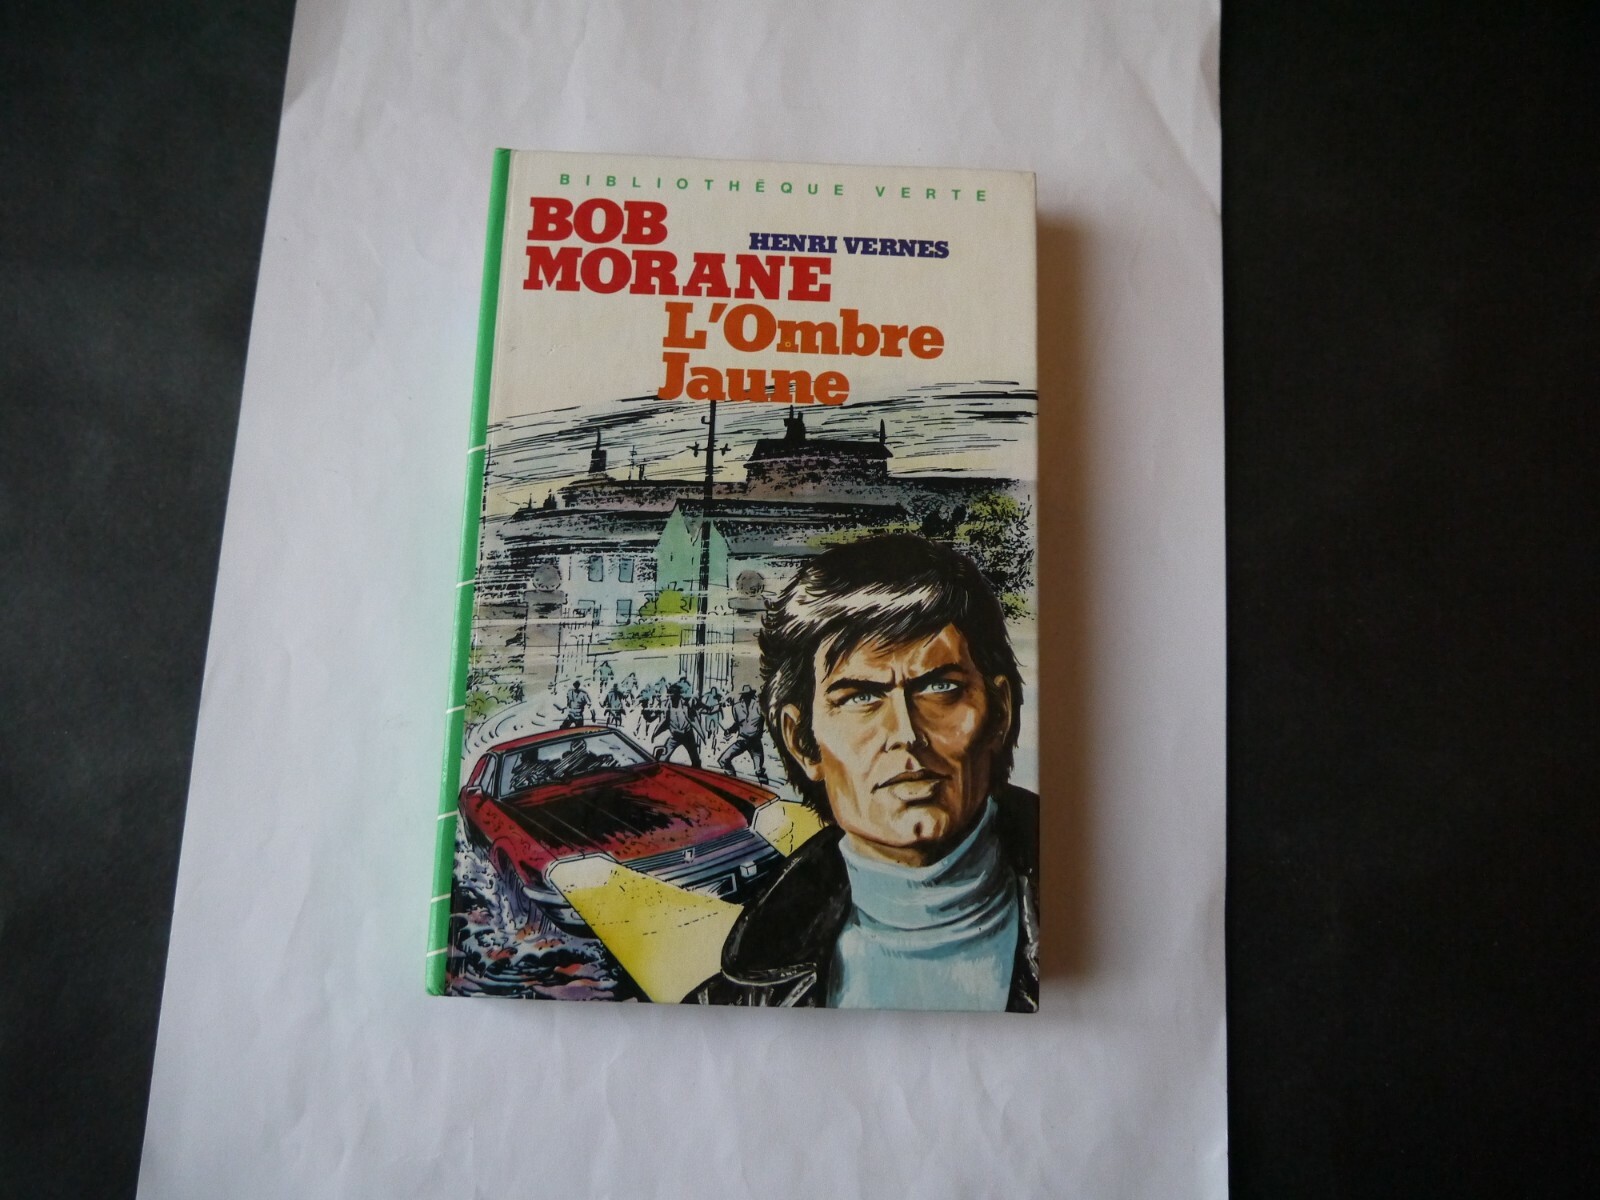 BIBLIOTHÈQUE VERTE
BOB
MORANE
HENRI VERNES
L'Ombre
Jaune